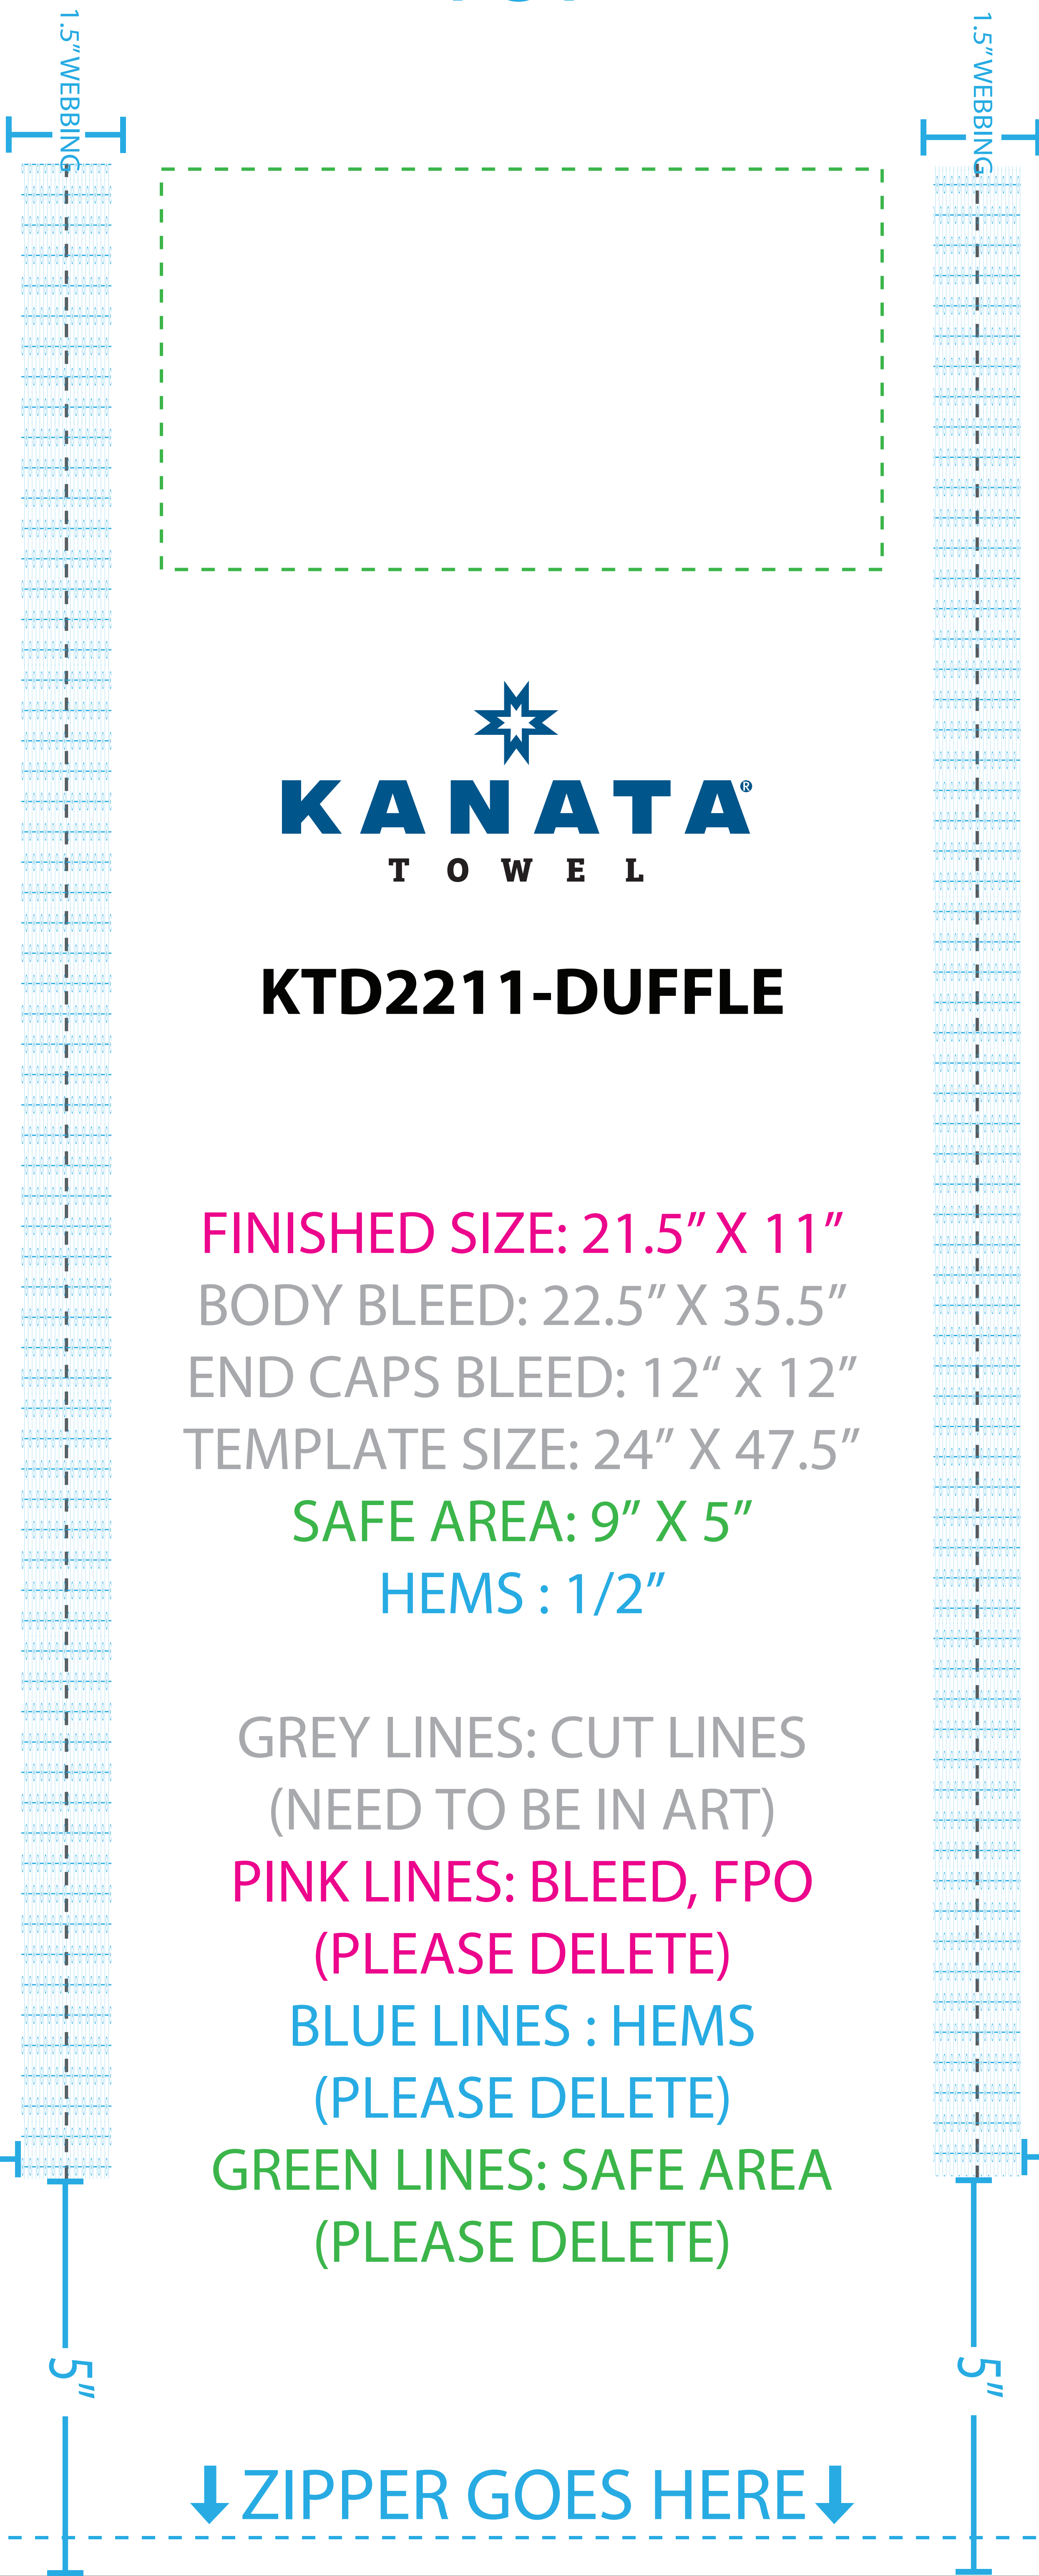 1.5” WEBBING
1.5” WEBBING
KANATA®
TOWEL
KTD2211-DUFFLE
FINISHED SIZE: 21.5” X 11”
BODY BLEED: 22.5” X 35.5”
END CAPS BLEED: 12“ x 12”
TEMPLATE SIZE: 24” X 47.5”
SAFE AREA: 9” X 5”
HEMS : 1/2”
GREY LINES: CUT LINES
(NEED TO BE IN ART)
PINK LINES: BLEED, FPO
(PLEASE DELETE)
BLUE LINES : HEMS
(PLEASE DELETE)
GREEN LINES: SAFE AREA
(PLEASE DELETE)
5”
5”
ZIPPER GOES HERE